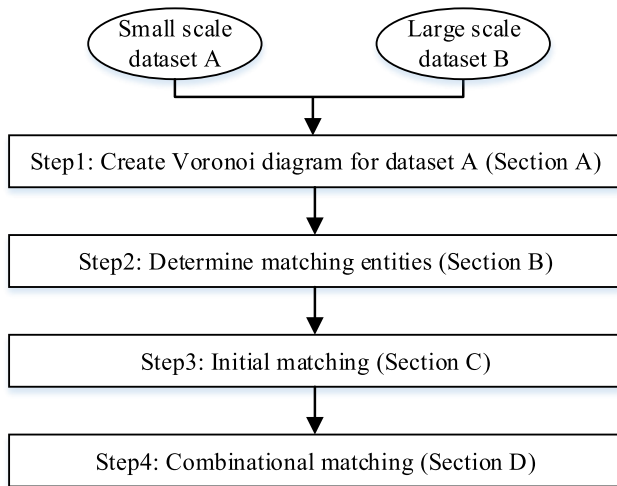 Small scale
dataset A
Large scale
dataset B
Step1: Create Voronoi diagram for dataset A (Section A)
Step2: Determine matching entities (Section B)
Step3: Initial matching (Section C)
Step4: Combinational matching (Section D)